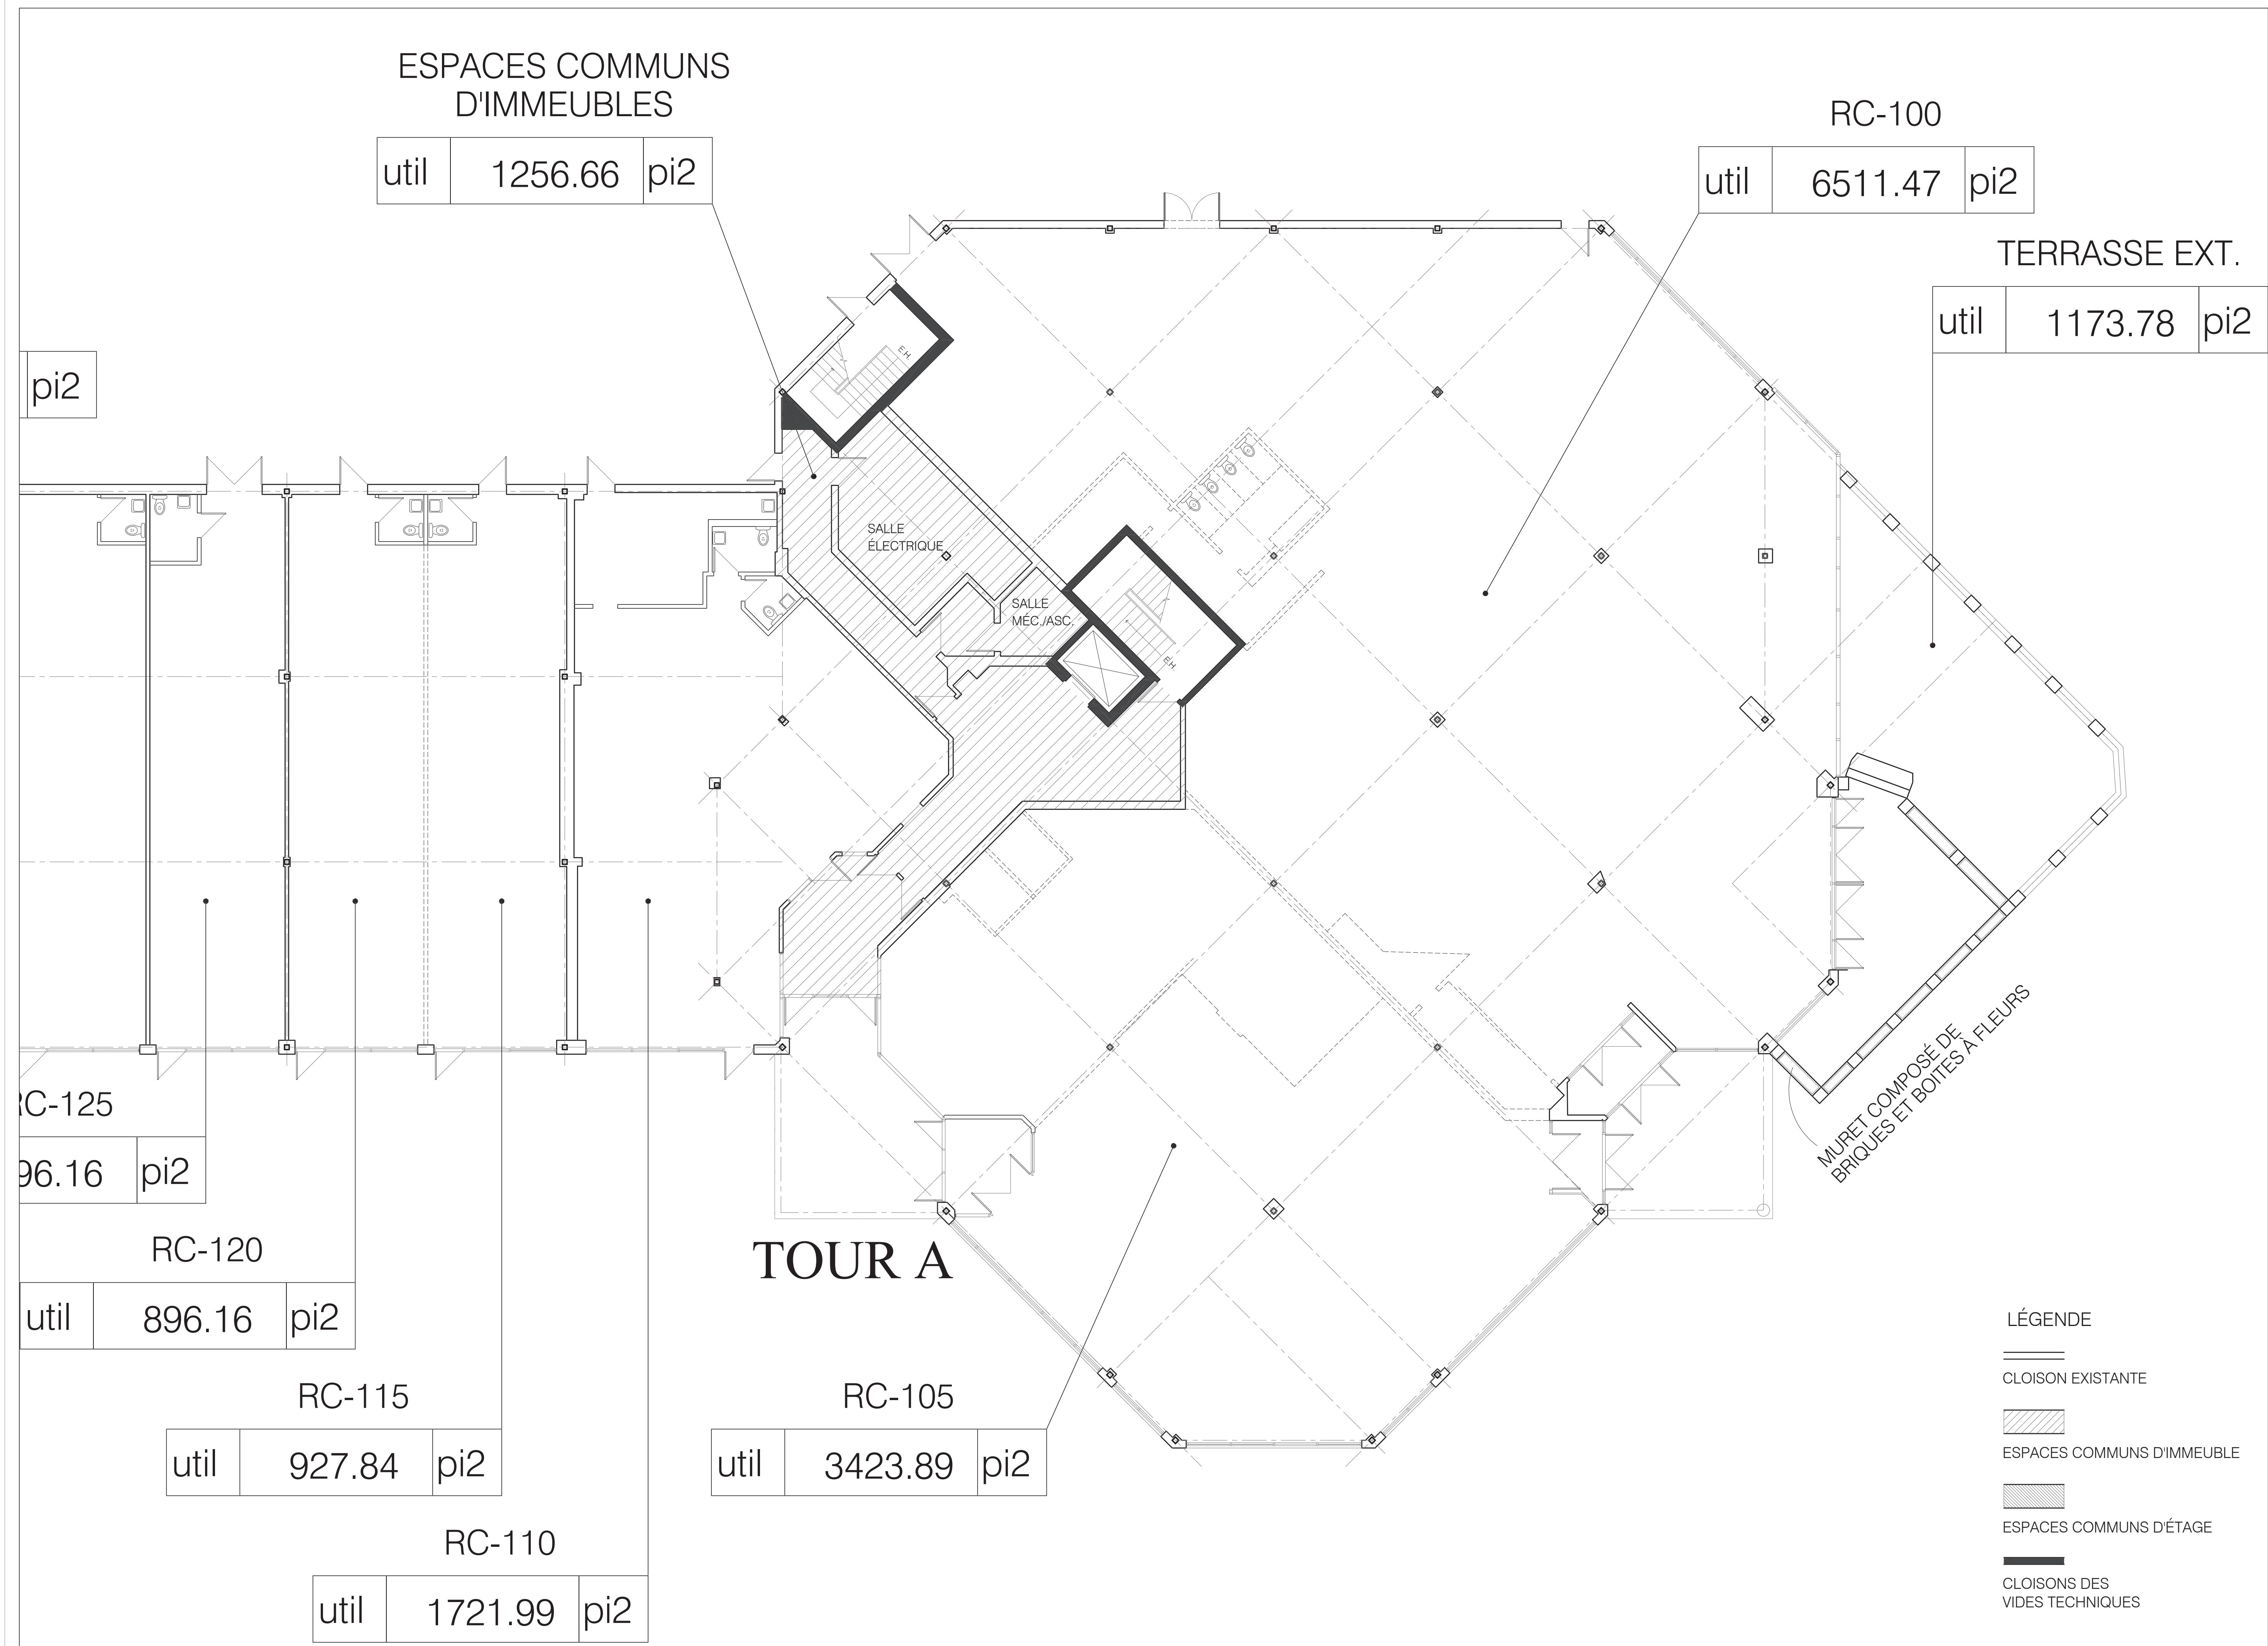 ESPACES COMMUNS
D'IMMEUBLES
util 1256.66 pi2
RC-100
util 6511.47 pi2
TERRASSE EXT.
util 1173.78 pi2
pi2
E.H.
SALLE
ÉLECTRIQUE
SALLE
MÉC./ASC.
E.H.
MURET COMPOSÉ DE
BRIQUES ET BOITES À FLEURS
RC-125
96.16 pi2
RC-120
util 896.16 pi2
TOUR A
RC-115
util 927.84 pi2
RC-105
util 3423.89 pi2
RC-110
util 1721.99 pi2
LÉGENDE
CLOISON EXISTANTE
ESPACES COMMUNS D'IMMEUBLE
ESPACES COMMUNS D'ÉTAGE
CLOISONS DES
VIDES TECHNIQUES